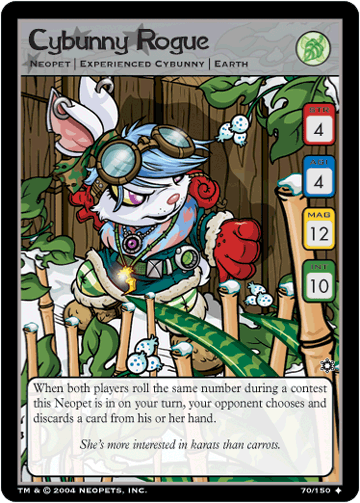 Cybunny Rogue
Neopet | Experienced Cybunny | Earth
STR
4
AGI
4
MAG
12
INT
10
When both players roll the same number during a contest
this Neopet is in on your turn, your opponent chooses and
discards a card from his or her hand.
She's more interested in karats than carrots.
TM & © 2004 NEOPETS, INC.
70/150